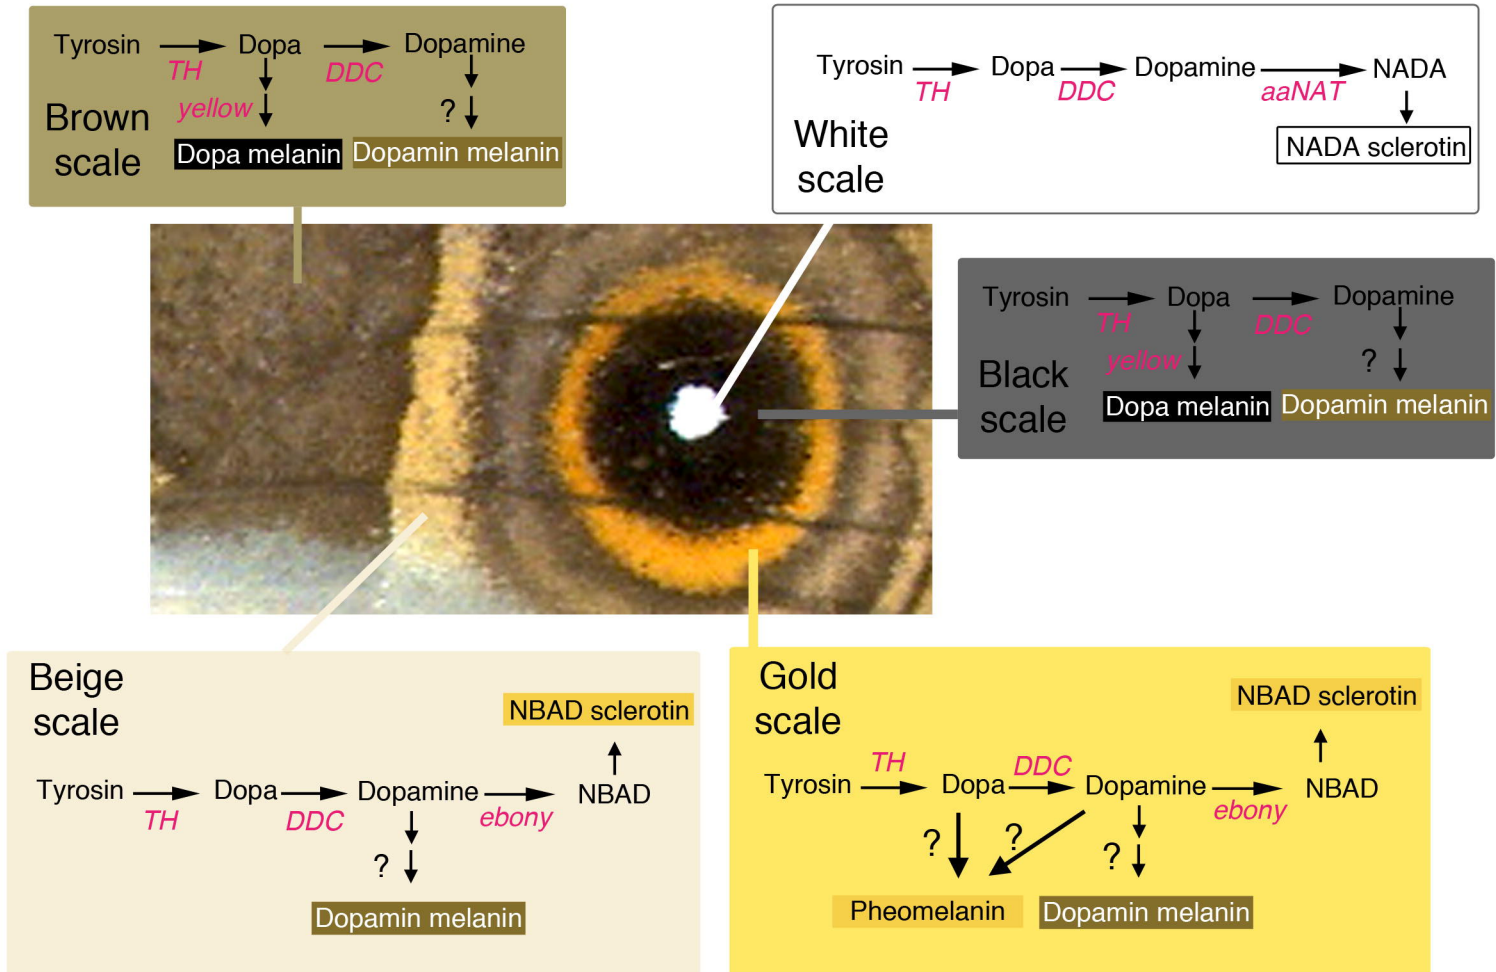 Tyrosin Dopa Dopamine
TH DDC
yellow ?
Brown
scale
Dopa melanin Dopamin melanin
Tyrosin Dopa Dopamine NADA
TH DDC aaNAT
White
scale
NADA sclerotin
Tyrosin Dopa Dopamine
TH DDC
yellow ?
Black
scale
Dopa melanin Dopamin melanin
Beige
scale
NBAD sclerotin
Tyrosin Dopa Dopamine NBAD
TH DDC ebony
?
Dopamin melanin
Gold
scale
NBAD sclerotin
TH DDC
Tyrosin Dopa Dopamine NBAD
ebony
? ? ?
Pheomelanin Dopamin melanin